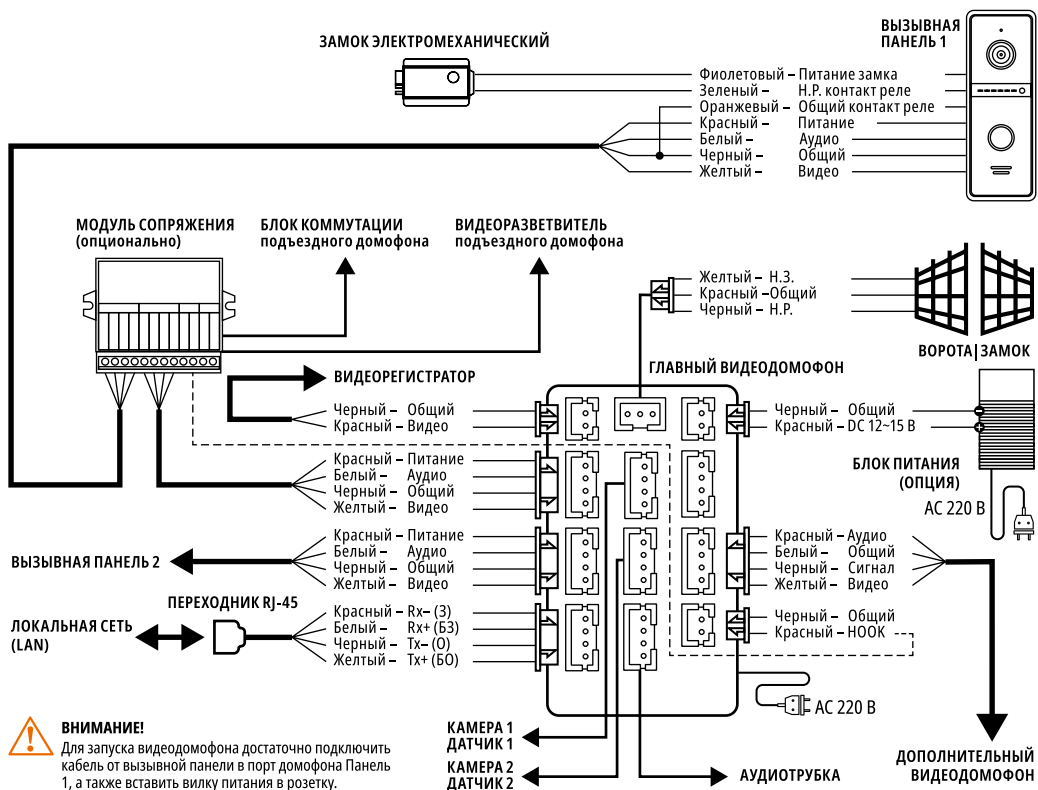 ВЫЗЫВНАЯ
ПАНЕЛЬ 1
ЗАМОК ЭЛЕКТРОМЕХАНИЧЕСКИЙ
Фиолетовый – Питание замка
Зеленый – Н.Р. контакт реле
Оранжевый – Общий контакт реле
Красный – Питание
Белый – Аудио
Черный – Общий
Желтый – Видео
МОДУЛЬ СОПРЯЖЕНИЯ
(опционально)
БЛОК КОММУТАЦИИ
подъездного домофона
ВИДЕОРАЗВЕТВИТЕЛЬ
подъездного домофона
Желтый – Н.З.
Красный –Общий
Черный – Н.Р.
ВОРОТА|ЗАМОК
ГЛАВНЫЙ ВИДЕОДОМОФОН
ВИДЕОРЕГИСТРАТОР
Черный – Общий
Красный – Видео
Черный – Общий
Красный – DC 12~15 В
БЛОК ПИТАНИЯ
(ОПЦИЯ)
AC 220 В
Красный – Питание
Белый – Аудио
Черный – Общий
Желтый – Видео
ВЫЗЫВНАЯ ПАНЕЛЬ 2
Красный – Питание
Белый – Аудио
Черный – Общий
Желтый – Видео
Красный – Аудио
Белый – Общий
Черный – Сигнал
Желтый – Видео
ПЕРЕХОДНИК RJ-45
ЛОКАЛЬНАЯ СЕТЬ
(LAN)
Красный – Rx– (З)
Белый – Rx+ (БЗ)
Черный – Tx– (О)
Желтый – Tx+ (БО)
Черный – Общий
Красный – HOOK
AC 220 В
ВНИМАНИЕ!
Для запуска видеодомофона достаточно подключить
кабель от вызывной панели в порт домофона Панель
1, а также вставить вилку питания в розетку.
КАМЕРА 1
ДАТЧИК 1
КАМЕРА 2
ДАТЧИК 2
АУДИОТРУБКА
ДОПОЛНИТЕЛЬНЫЙ
ВИДЕОДОМОФОН